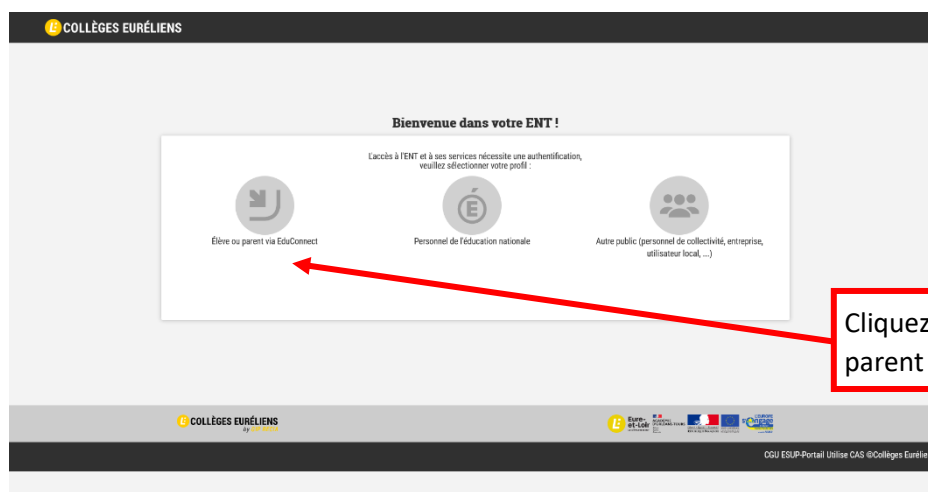 COLLÈGES EURÉLIENS
Bienvenue dans votre ENT !
L'accès à l'ENT et à ses services nécessite une authentification,
veuillez sélectionner votre profil :
Élève ou parent via EduConnect
Personnel de l'éducation nationale
Autre public (personnel de collectivité, entreprise,
utilisateur local, ...)
Cliquez
parent
COLLÈGES EURÉLIENS
by
Eure-
et-Loir
CGU ESUP-Portail Utilise CAS ©Collèges Eurélie